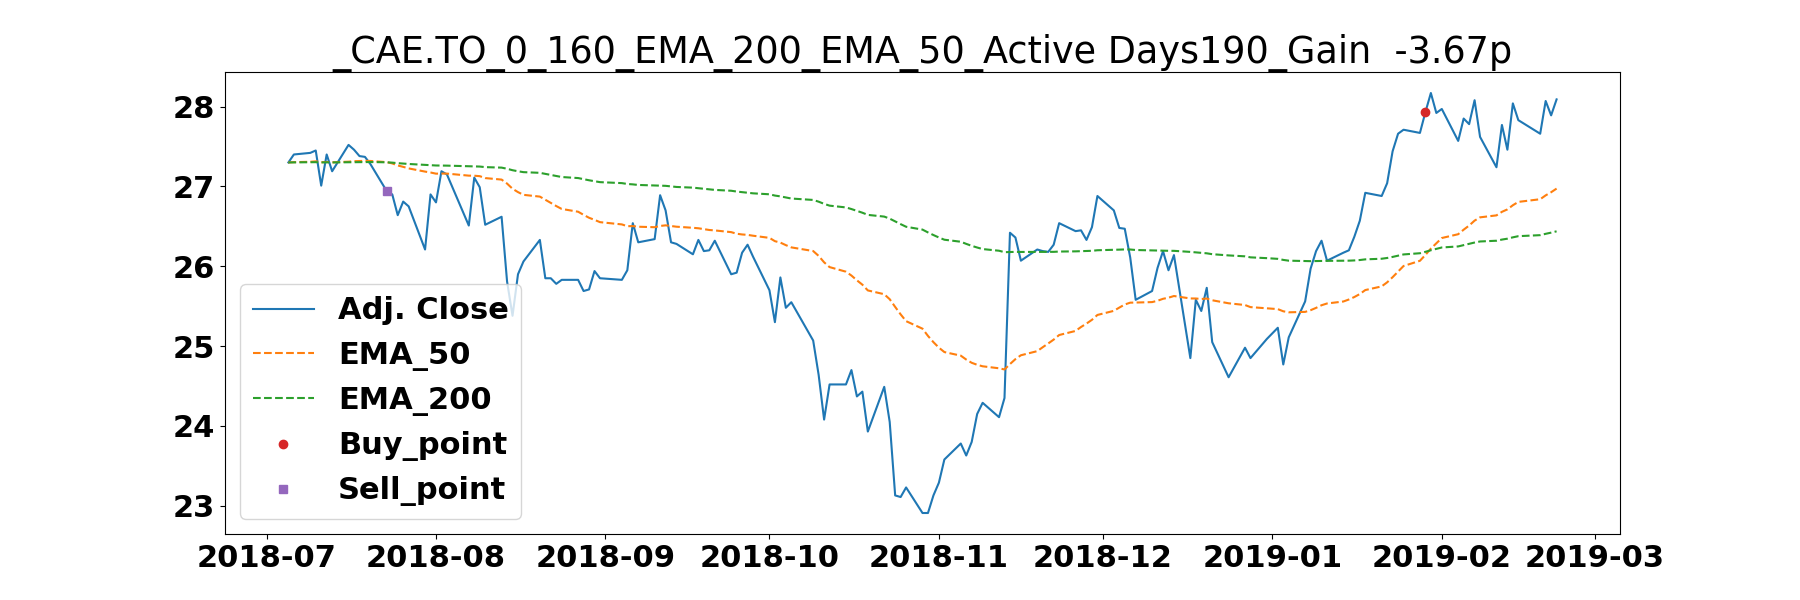 _CAE.TO_0_160_EMA_200_EMA_50_Active Days190_Gain  -3.67p
28
27
26
25
24
23
Adj. Close
EMA_50
EMA_200
Buy_point
Sell_point
2018-07 2018-08 2018-09 2018-10 2018-11 2018-12 2019-01 2019-02 2019-03